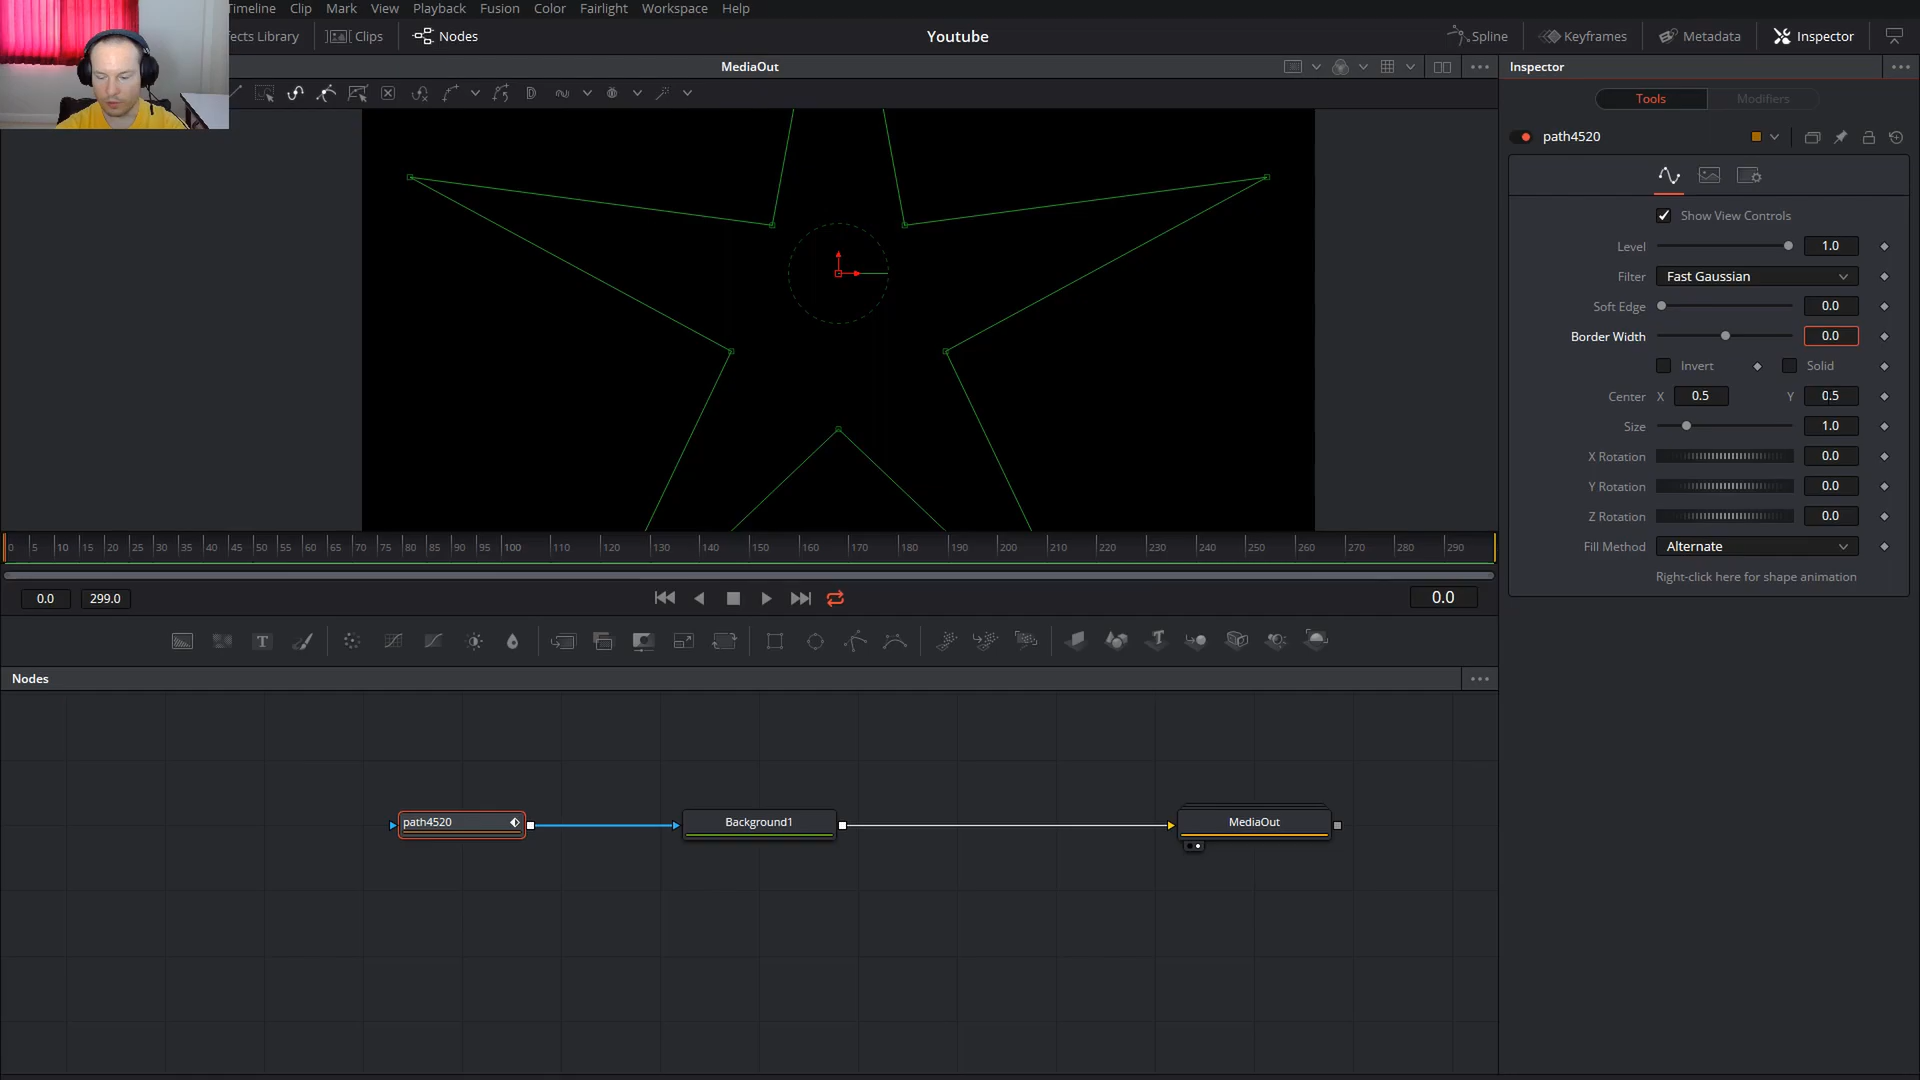 Timeline Clip Mark View Playback Fusion Color Fairlight Workspace Help
Effects Library Clips Nodes Youtube Spline Keyframes Metadata Inspector
MediaOut Inspector
Tools Modifiers
path4520
Show View Controls
Level 1.0
Filter Fast Gaussian
Soft Edge 0.0
Border Width 0.0
Invert Solid
Center X 0.5 Y 0.5
Size 1.0
X Rotation 0.0
Y Rotation 0.0
Z Rotation 0.0
Fill Method Alternate
Right-click here for shape animation
0 5 10 15 20 25 30 35 40 45 50 55 60 65 70 75 80 85 90 95 100 110 120 130 140 150 160 170 180 190 200 210 220 230 240 250 260 270 280 290
0.0 299.0 0.0
Nodes
path4520 Background1 MediaOut